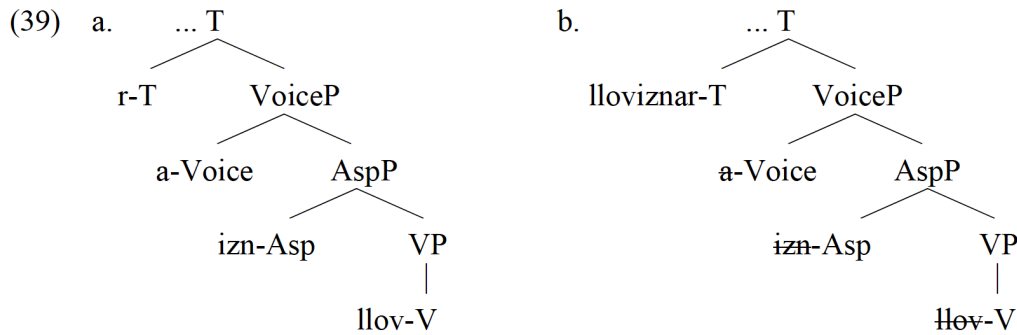 (39) a. ... T b. ... T
r-T VoiceP lloviznar-T VoiceP
a-Voice AspP a-Voice AspP
izn-Asp VP izn-Asp VP
llov-V llov-V